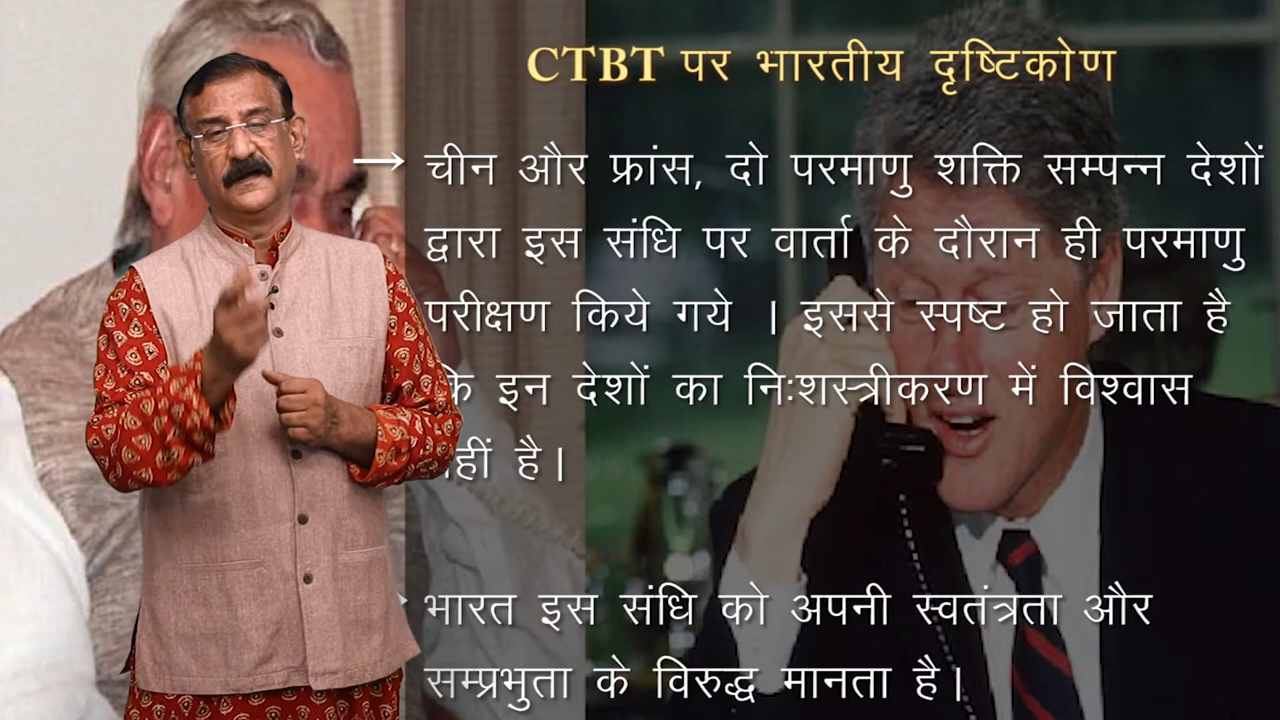 CTBT पर भारतीय दृष्टिकोण
→ चीन और फ्रांस, दो परमाणु शक्ति सम्पन्न देशों
द्वारा इस संधि पर वार्ता के दौरान ही परमाणु
परीक्षण किये गये । इससे स्पष्ट हो जाता है
इन देशों का निःशस्त्रीकरण में विश्वास
है।
भारत इस संधि को अपनी स्वतंत्रता और
सम्प्रभुता के विरुद्ध मानता है।